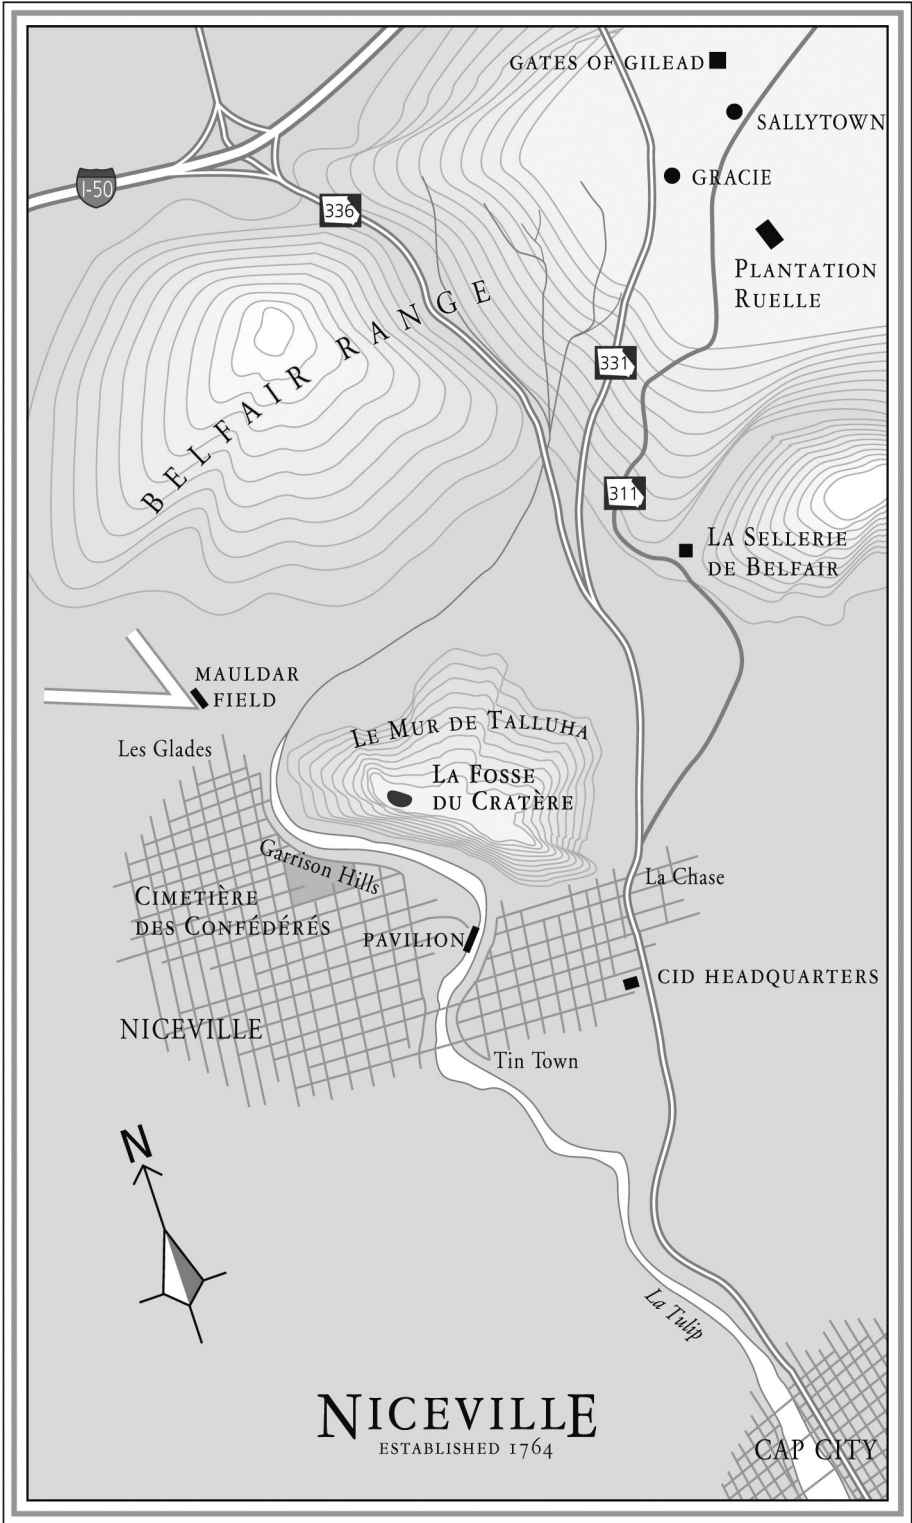 GATES OF GILEAD
SALLYTOWN
I-50
GRACIE
336
PLANTATION
RUELLE
BELFAIR RANGE
331
311
LA SELLERIE
DE BELFAIR
MAULDAR
FIELD
LE MUR DE TALLUHA
Les Glades
LA FOSSE
DU CRATÈRE
Garrison Hills
La Chase
CIMETIÈRE
DES CONFÉDÉRÉS
PAVILION
CID HEADQUARTERS
NICEVILLE
Tin Town
N
La Tulip
NICEVILLE
ESTABLISHED 1764
CAP CITY